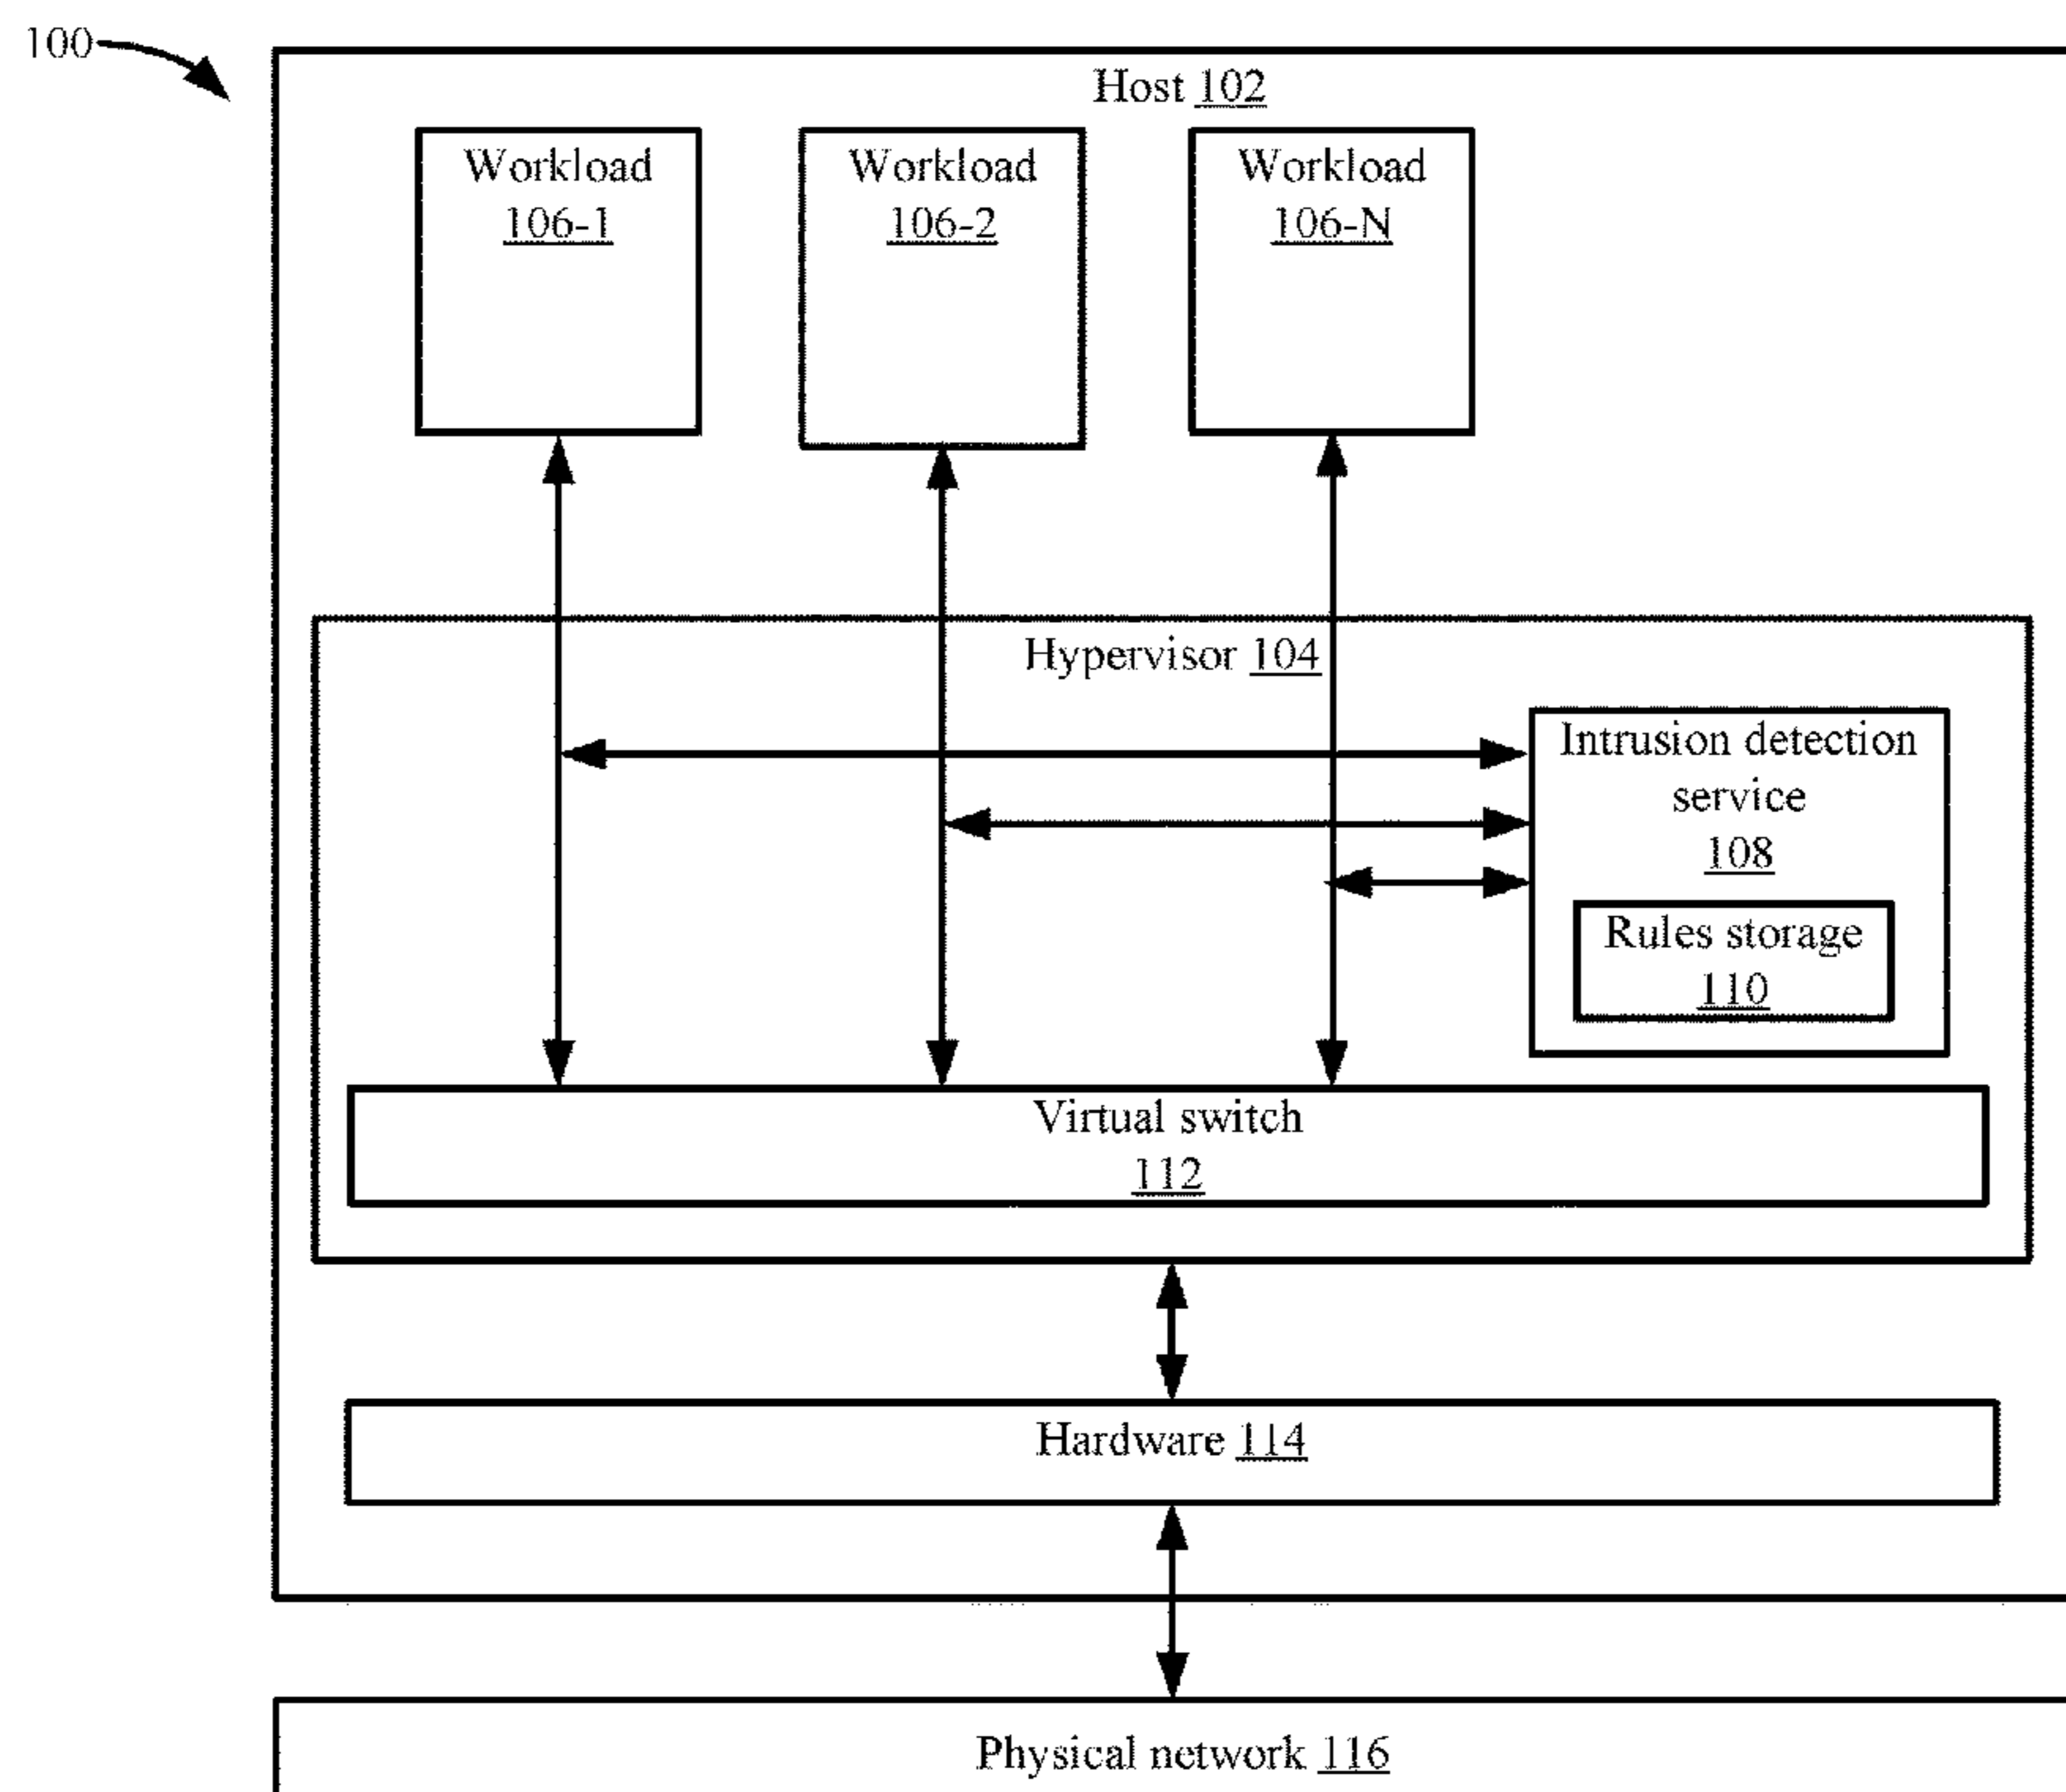 100
Host 102
Workload
106-1
Workload
106-2
Workload
106-N
Hypervisor 104
Intrusion detection
service
108
Rules storage
110
Virtual switch
112
Hardware 114
Physical network 116